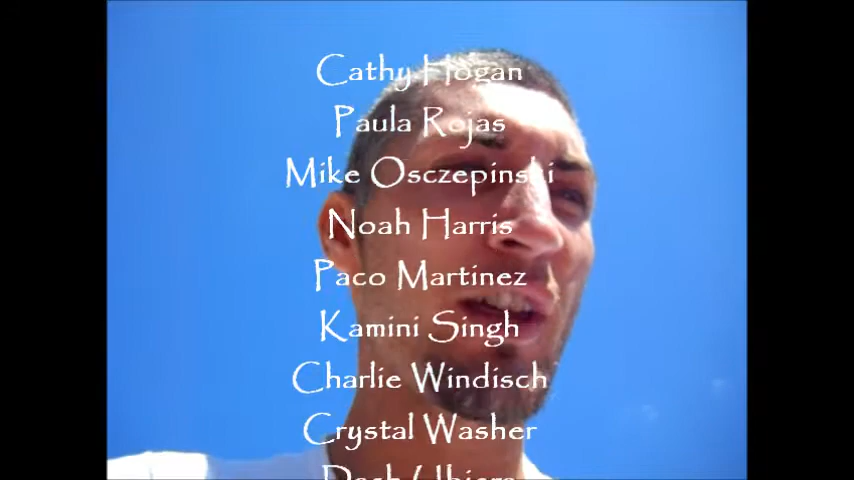 Cathy Hogan
Paula Rojas
Mike Osczepinski
Noah Harris
Paco Martinez
Kamini Singh
Charlie Windisch
Crystal Washer